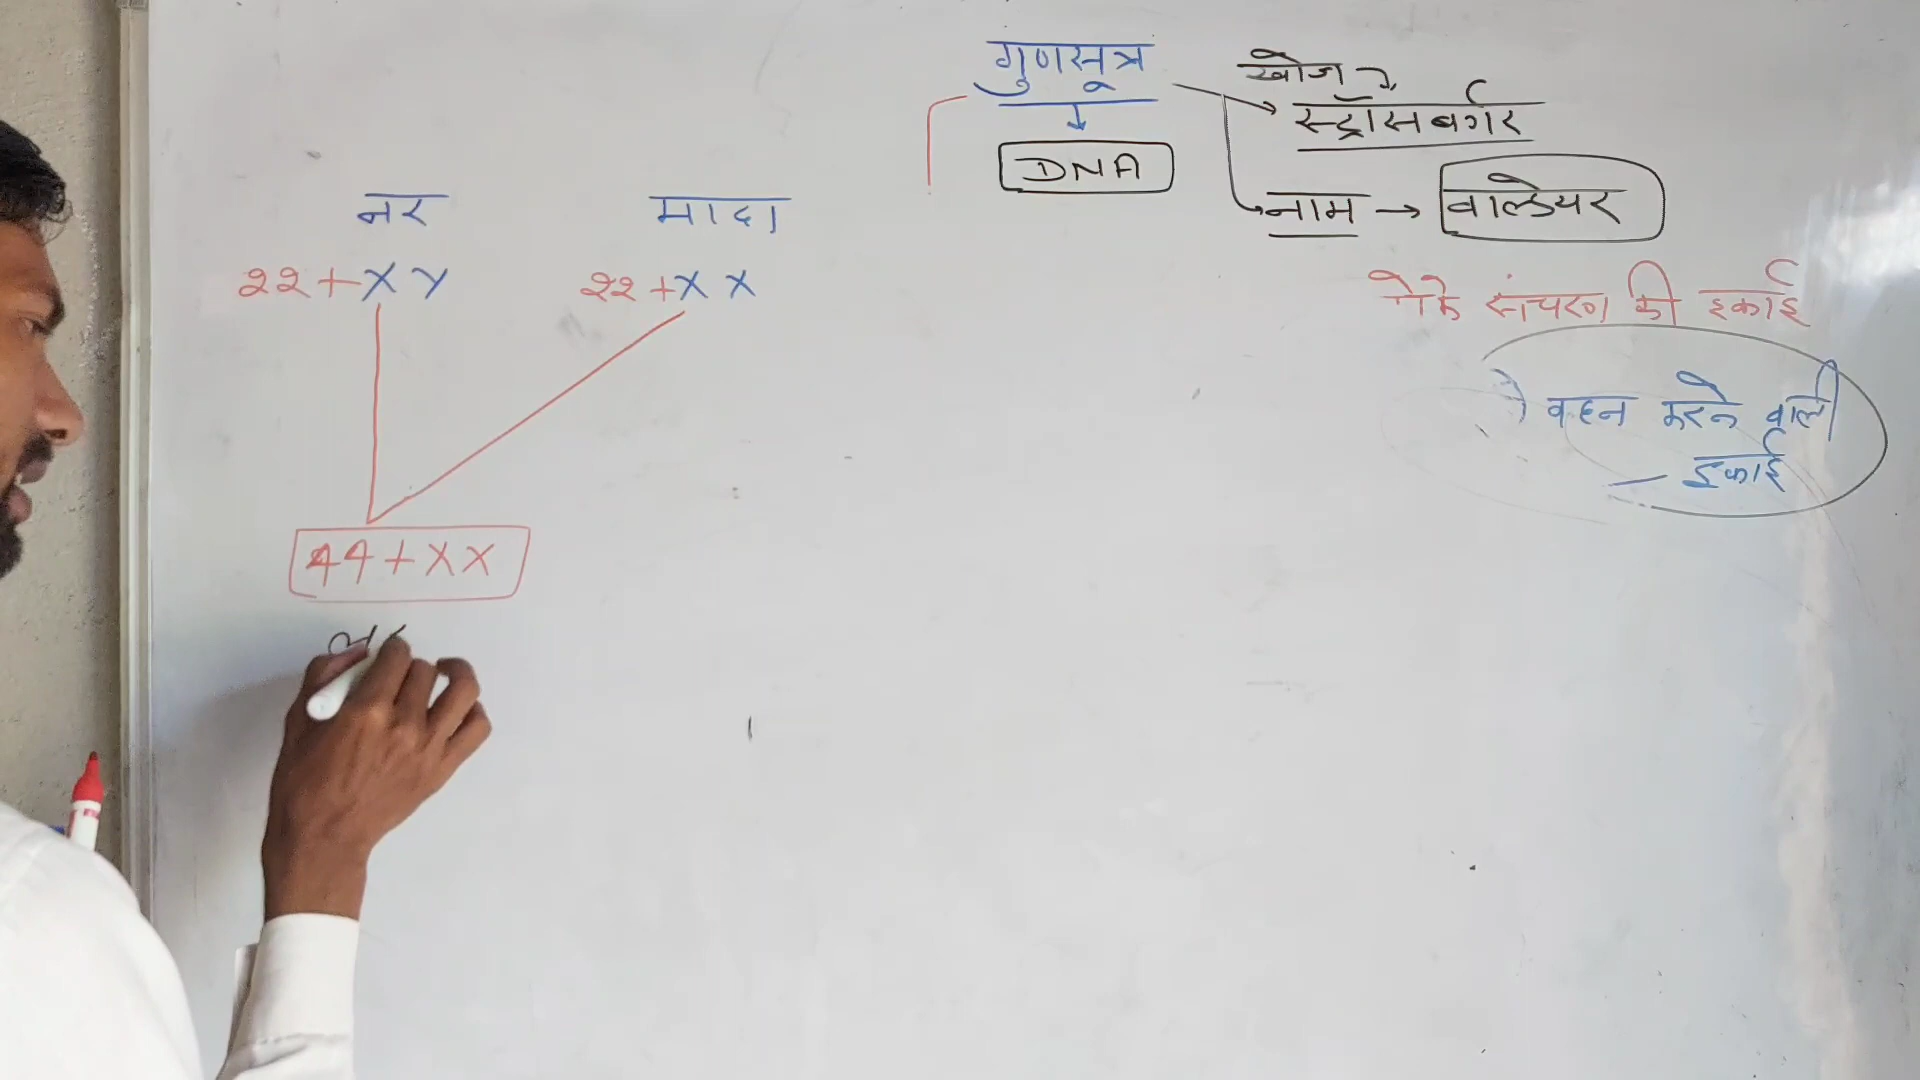 गुणसूत्र
DNA
खोज
स्ट्रॉसबर्गर
नाम → वाल्डेयर
नर
मादा
22+XY
22+XX
44+XX
के संचरण की इकाई
वहन करने वाली
इकाई